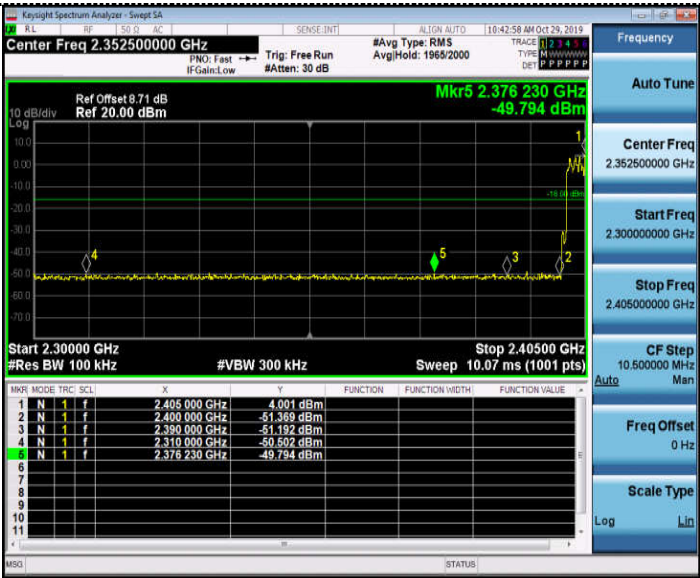 Keysight Spectrum Analyzer - Swept SA
RL RF 50 Ω AC SENSE:INT ALIGN AUTO 10:42:58 AM Oct 29, 2019
Center Freq 2.352500000 GHz #Avg Type: RMS TRACE 1 2 3 4 5 6
PNO: Fast Trig: Free Run Avg|Hold: 1965/2000 TYPE M W W W W W
IFGain:Low #Atten: 30 dB DET P P P P P P
Mkr5 2.376 230 GHz
-49.794 dBm
Ref Offset 8.71 dB
10 dB/div Ref 20.00 dBm
Log
10.0
0.00
-10.0
-20.0
-30.0
-40.0
-50.0
-60.0
-70.0
1
2
3
4
5
Start 2.30000 GHz Stop 2.40500 GHz
#Res BW 100 kHz #VBW 300 kHz Sweep 10.07 ms (1001 pts)
MKR MODE TRC SCL X Y FUNCTION FUNCTION WIDTH FUNCTION VALUE
1 N 1 f 2.405 000 GHz 4.001 dBm
2 N 1 f 2.400 000 GHz -51.369 dBm
3 N 1 f 2.390 000 GHz -51.192 dBm
4 N 1 f 2.310 000 GHz -50.502 dBm
5 N 1 f 2.376 230 GHz -49.794 dBm
6
7
8
9
10
11
MSG STATUS
Frequency
Auto Tune
Center Freq
2.352500000 GHz
Start Freq
2.300000000 GHz
Stop Freq
2.405000000 GHz
CF Step
10.500000 MHz
Auto Man
Freq Offset
0 Hz
Scale Type
Log Lin